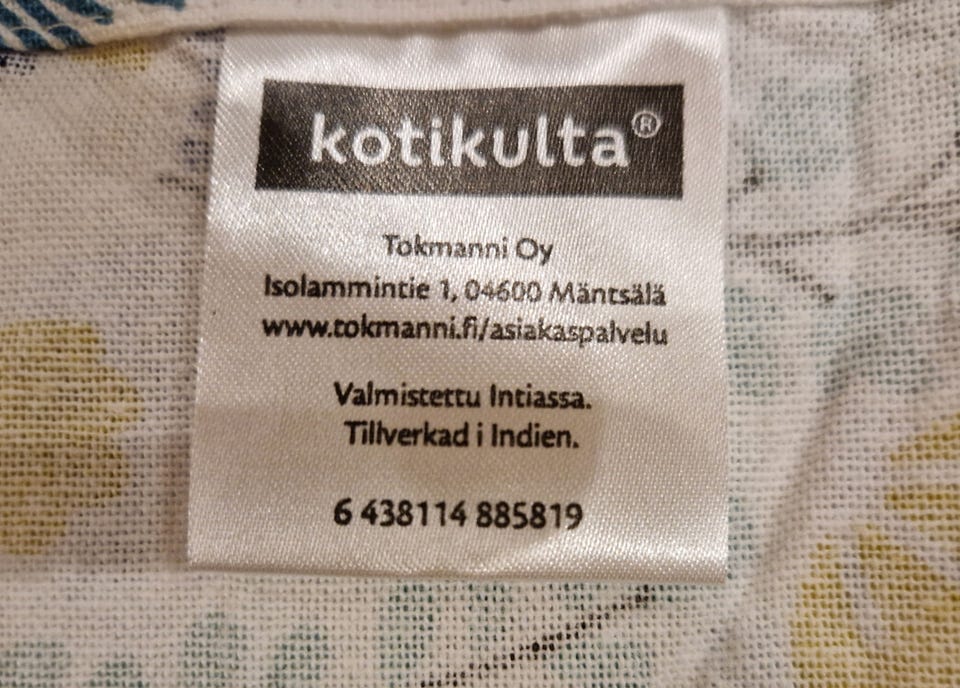 kotikulta®
Tokmanni Oy
Isolammintie 1, 04600 Mäntsälä
www.tokmanni.fi/asiakaspalvelu
Valmistettu Intiassa.
Tillverkad i Indien.
6 438114 885819